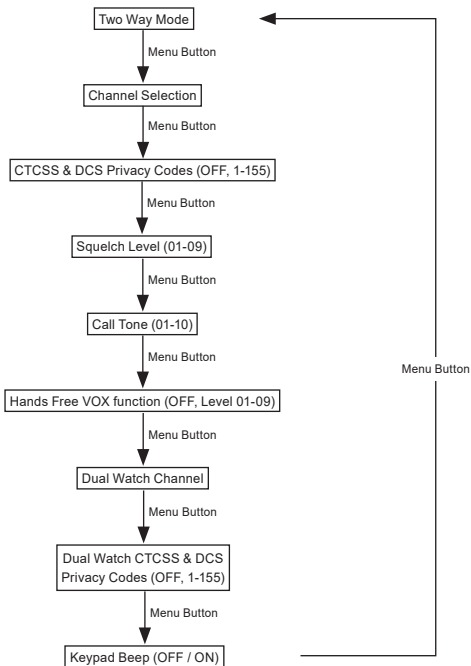 Two Way Mode
Menu Button
Channel Selection
Menu Button
CTCSS & DCS Privacy Codes (OFF, 1-155)
Menu Button
Squelch Level (01-09)
Menu Button
Call Tone (01-10)
Menu Button
Menu Button
Hands Free VOX function (OFF, Level 01-09)
Menu Button
Dual Watch Channel
Menu Button
Dual Watch CTCSS & DCS
Privacy Codes (OFF, 1-155)
Menu Button
Keypad Beep (OFF / ON)